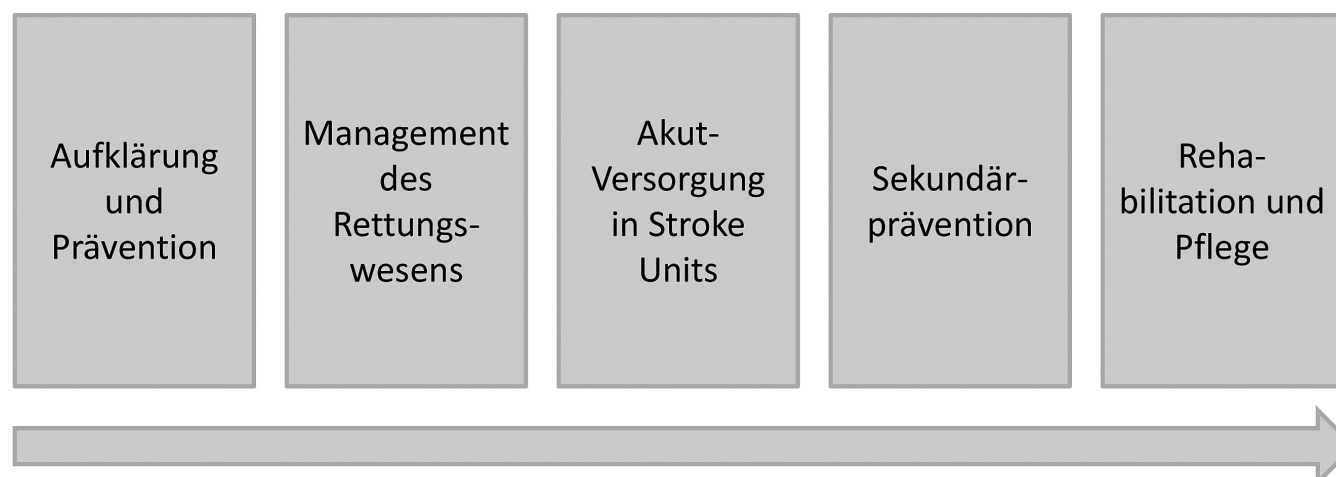 Aufklärung
und
Prävention
Management
des
Rettungs-
wesens
Akut-
Versorgung
in Stroke
Units
Sekundär-
prävention
Reha-
bilitation und
Pflege